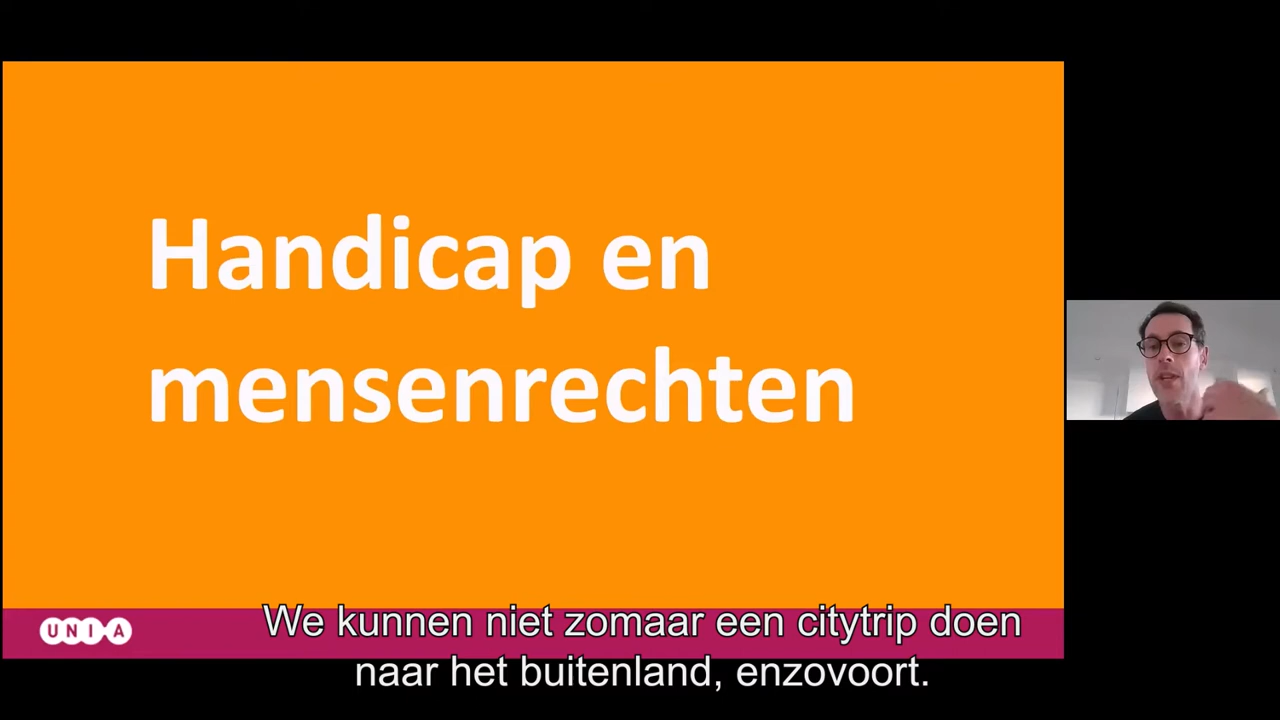 Handicap en
mensenrechten
UNIA
We kunnen niet zomaar een citytrip doen
naar het buitenland, enzovoort.